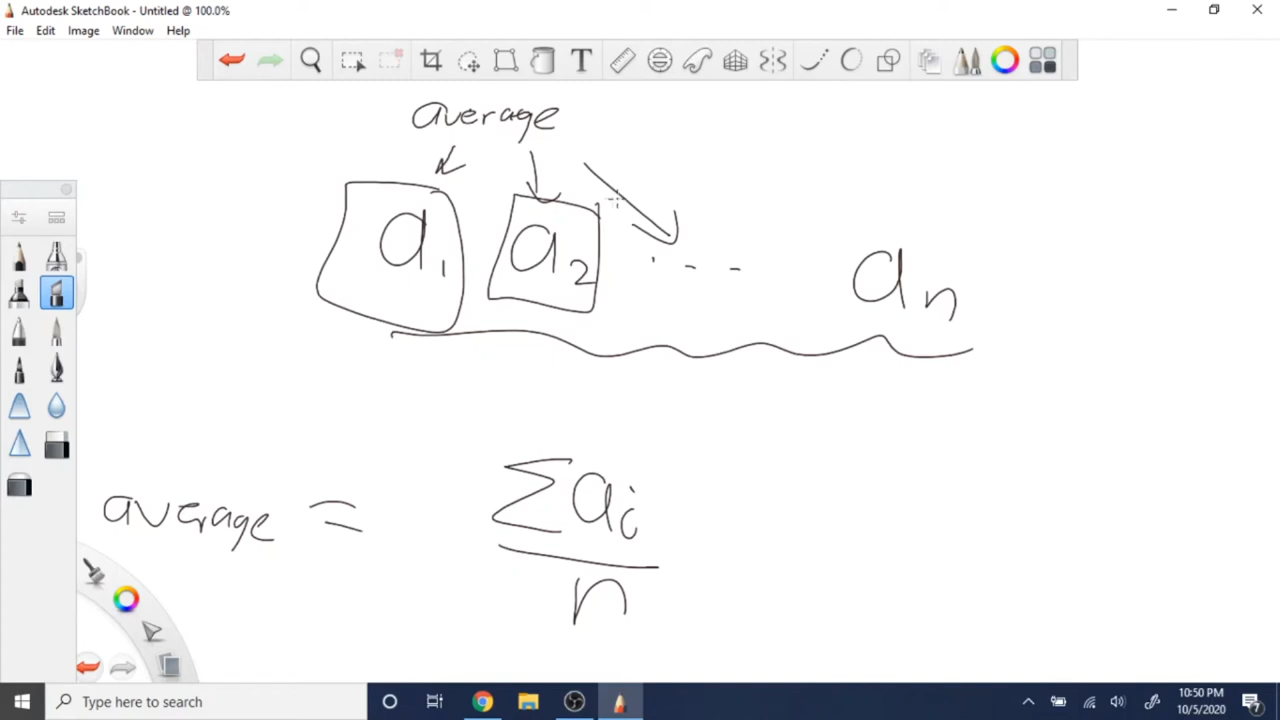 Autodesk SketchBook - Untitled @ 100.0%
File Edit Image Window Help
T
average
a₁ a₂ . - - aₙ
average = Σaᵢ
n
Type here to search
10:50 PM
10/5/2020
7